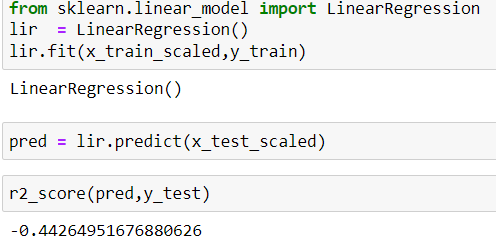 from sklearn.linear_model import LinearRegression
lir  = LinearRegression()
lir.fit(x_train_scaled,y_train)
LinearRegression()
pred = lir.predict(x_test_scaled)
r2_score(pred,y_test)
-0.44264951676880626